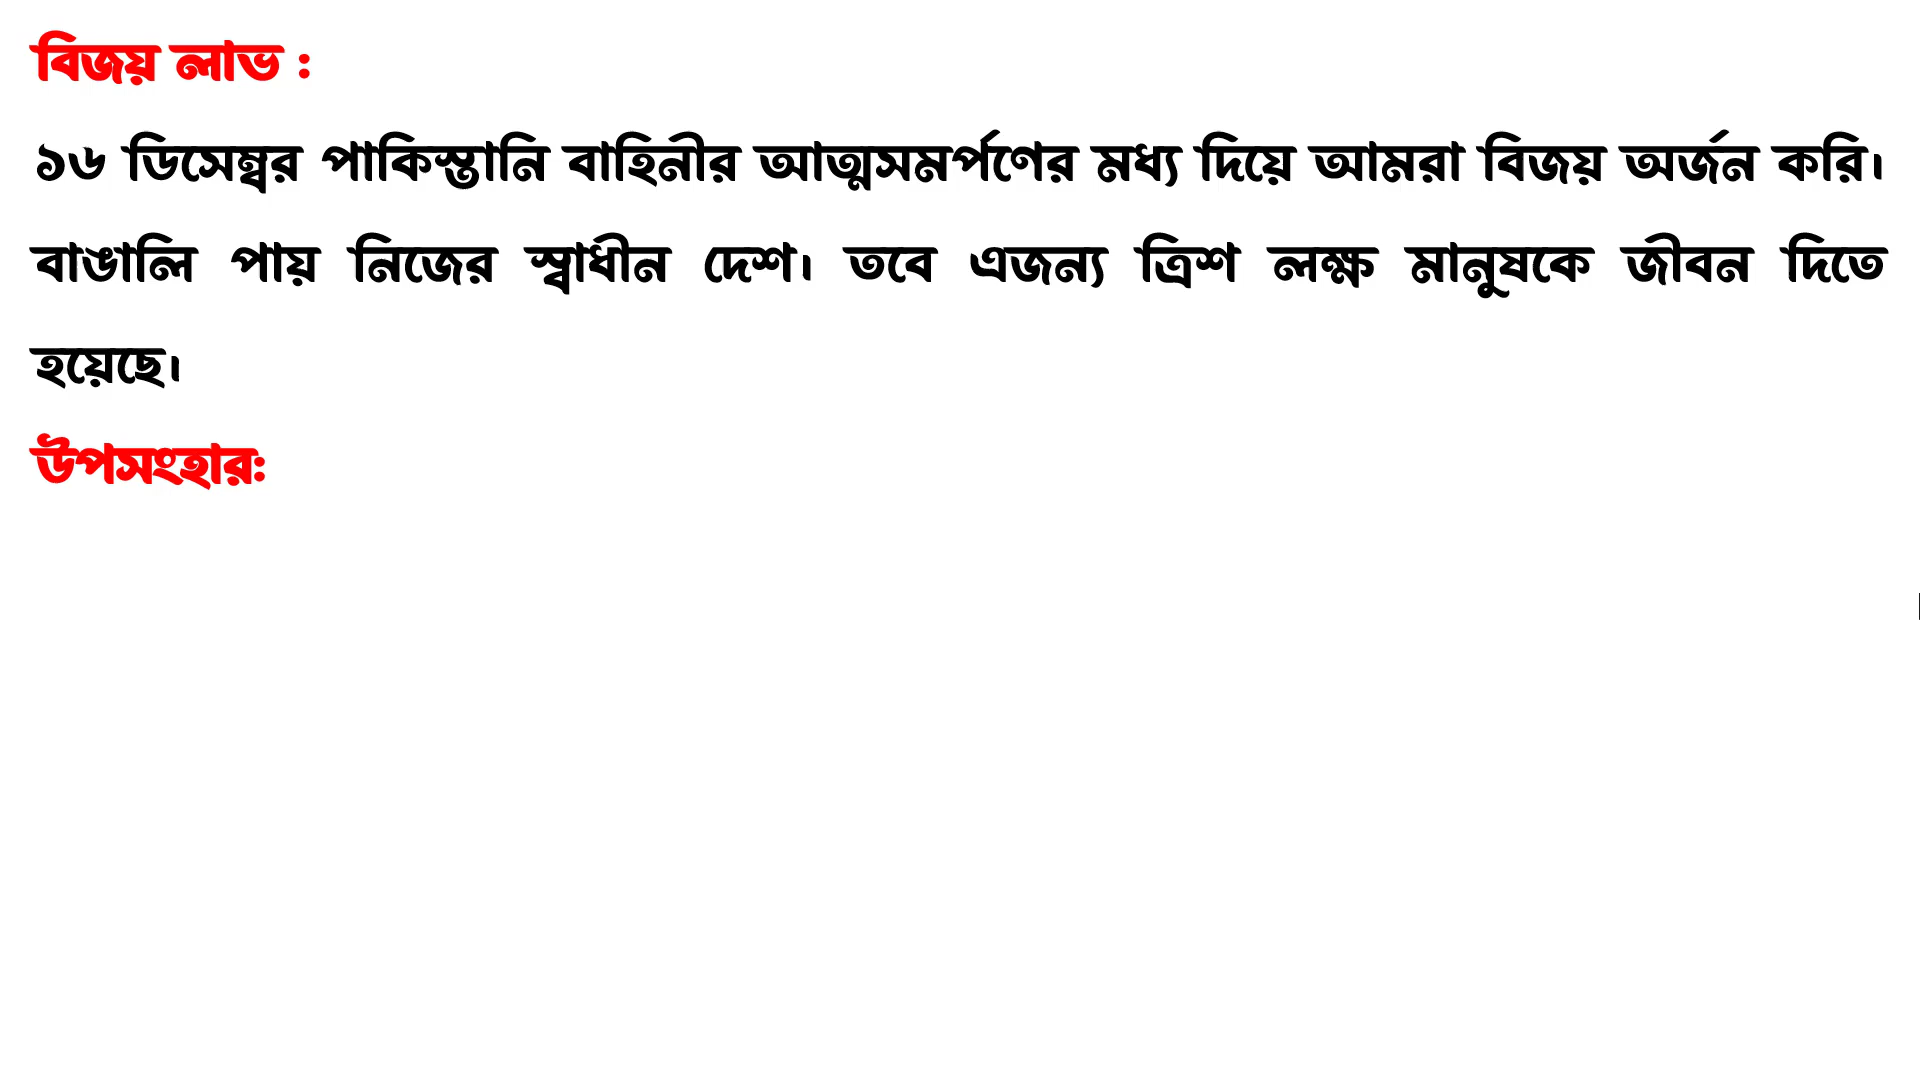 বিজয় লাভ :
১৬ ডিসেম্বর পাকিস্তানি বাহিনীর আত্মসমর্পণের মধ্য দিয়ে আমরা বিজয় অর্জন করি।
বাঙালি পায় নিজের স্বাধীন দেশ। তবে এজন্য ত্রিশ লক্ষ মানুষকে জীবন দিতে
হয়েছে।
উপসংহার: